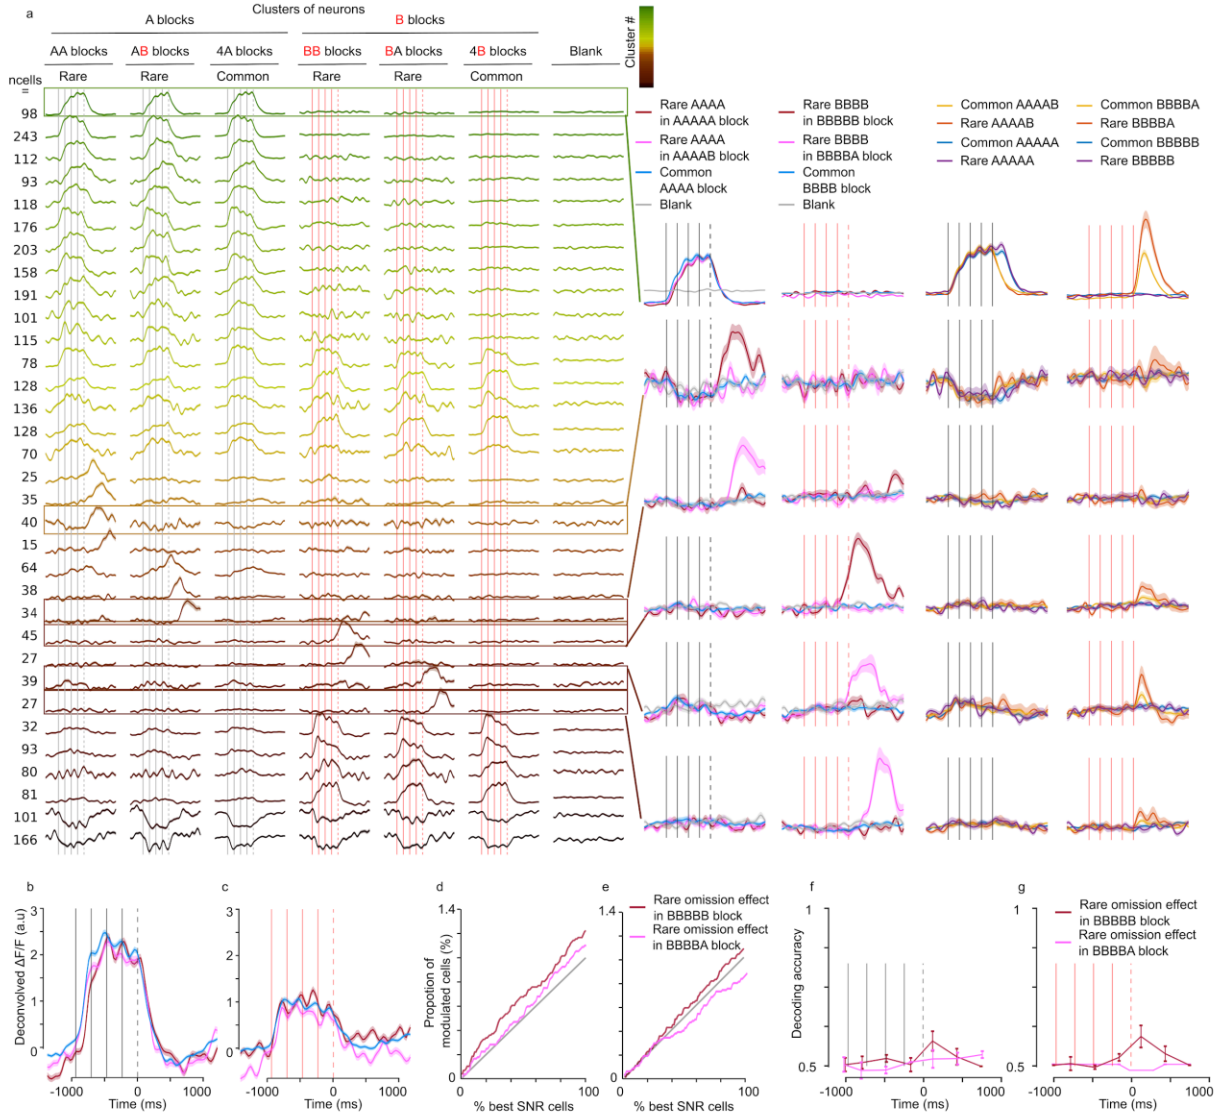 a
Clusters of neurons
A blocks
B blocks
AA blocks
AB blocks
4A blocks
BB blocks
BA blocks
4B blocks
Blank
Rare
Rare
Common
Rare
Rare
Common
Cluster #
ncells
=
98
243
112
93
118
176
203
158
191
101
115
78
128
136
128
70
25
35
40
15
64
38
34
45
27
39
27
32
93
80
81
101
166
-1000 1000
Time (ms)
Rare AAAA
in AAAAA block
Rare AAAA
in AAAAB block
Common
AAAA block
Blank
Rare BBBB
in BBBBB block
Rare BBBB
in BBBBA block
Common
BBBB block
Blank
Common AAAAB
Rare AAAAB
Common AAAAA
Rare AAAAA
Common BBBBA
Rare BBBBA
Common BBBBB
Rare BBBBB
-1000 0 1000
Time (ms)
b
Deconvolved ΔF/F (a.u)
3
2
1
0
-1000 0 1000
Time (ms)
c
3
2
1
0
-1000 0 1000
Time (ms)
d
Propotion of
modulated cells (%)
1.4
0
0 100
% best SNR cells
e
1.4
0
0 100
% best SNR cells
Rare omission effect
in BBBBB block
Rare omission effect
in BBBBA block
f
Decoding accuracy
1
0.5
-1000 0 1000
Time (ms)
g
1
0.5
-1000 0 1000
Time (ms)
Rare omission effect
in BBBBB block
Rare omission effect
in BBBBA block